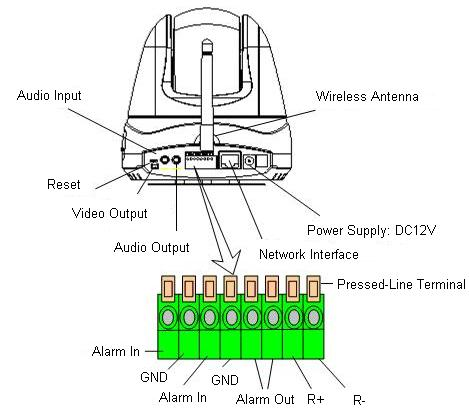 Audio Input
Wireless Antenna
Reset
Video Output
Power Supply: DC12V
Audio Output
Network Interface
Pressed-Line Terminal
Alarm In
GND
GND
Alarm In
Alarm Out
R+
R-